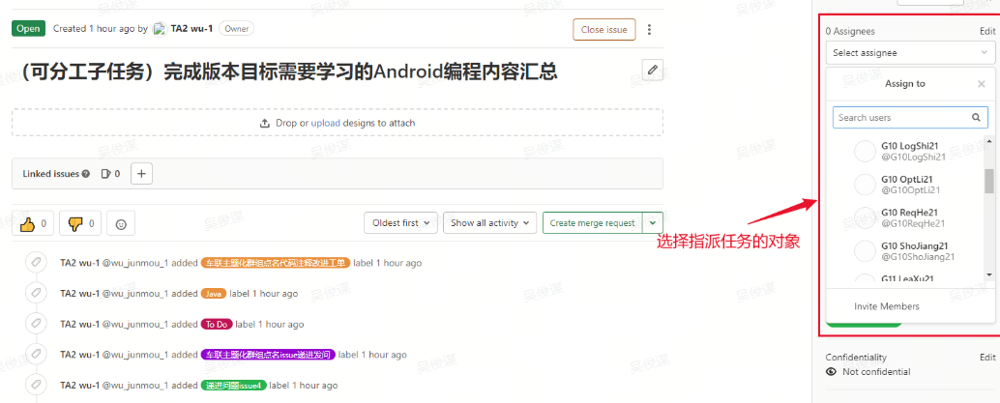 Open Created 1 hour ago by TA2 wu-1 Owner Close issue
（可分工子任务）完成版本目标需要学习的Android编程内容汇总
Drop or upload designs to attach
Linked issues 0
0 0 Oldest first Show all activity Create merge request
TA2 wu-1 @wu_junmou_1 added 车联主题化群组点名代码注释改进工单 label 1 hour ago
TA2 wu-1 @wu_junmou_1 added Java label 1 hour ago
TA2 wu-1 @wu_junmou_1 added To Do label 1 hour ago
TA2 wu-1 @wu_junmou_1 added 车联主题化群组点名issue递进发问 label 1 hour ago
TA2 wu-1 @wu_junmou_1 added 递进问题issue4 label 1 hour ago
选择指派任务的对象
0 Assignees Edit
Select assignee
Assign to
Search users
G10 LogShi21
@G10LogShi21
G10 OptLi21
@G10OptLi21
G10 ReqHe21
@G10ReqHe21
G10 ShoJiang21
@G10ShoJiang21
G11 LeaXu21
Invite Members
Confidentiality Edit
Not confidential
吴俊谋